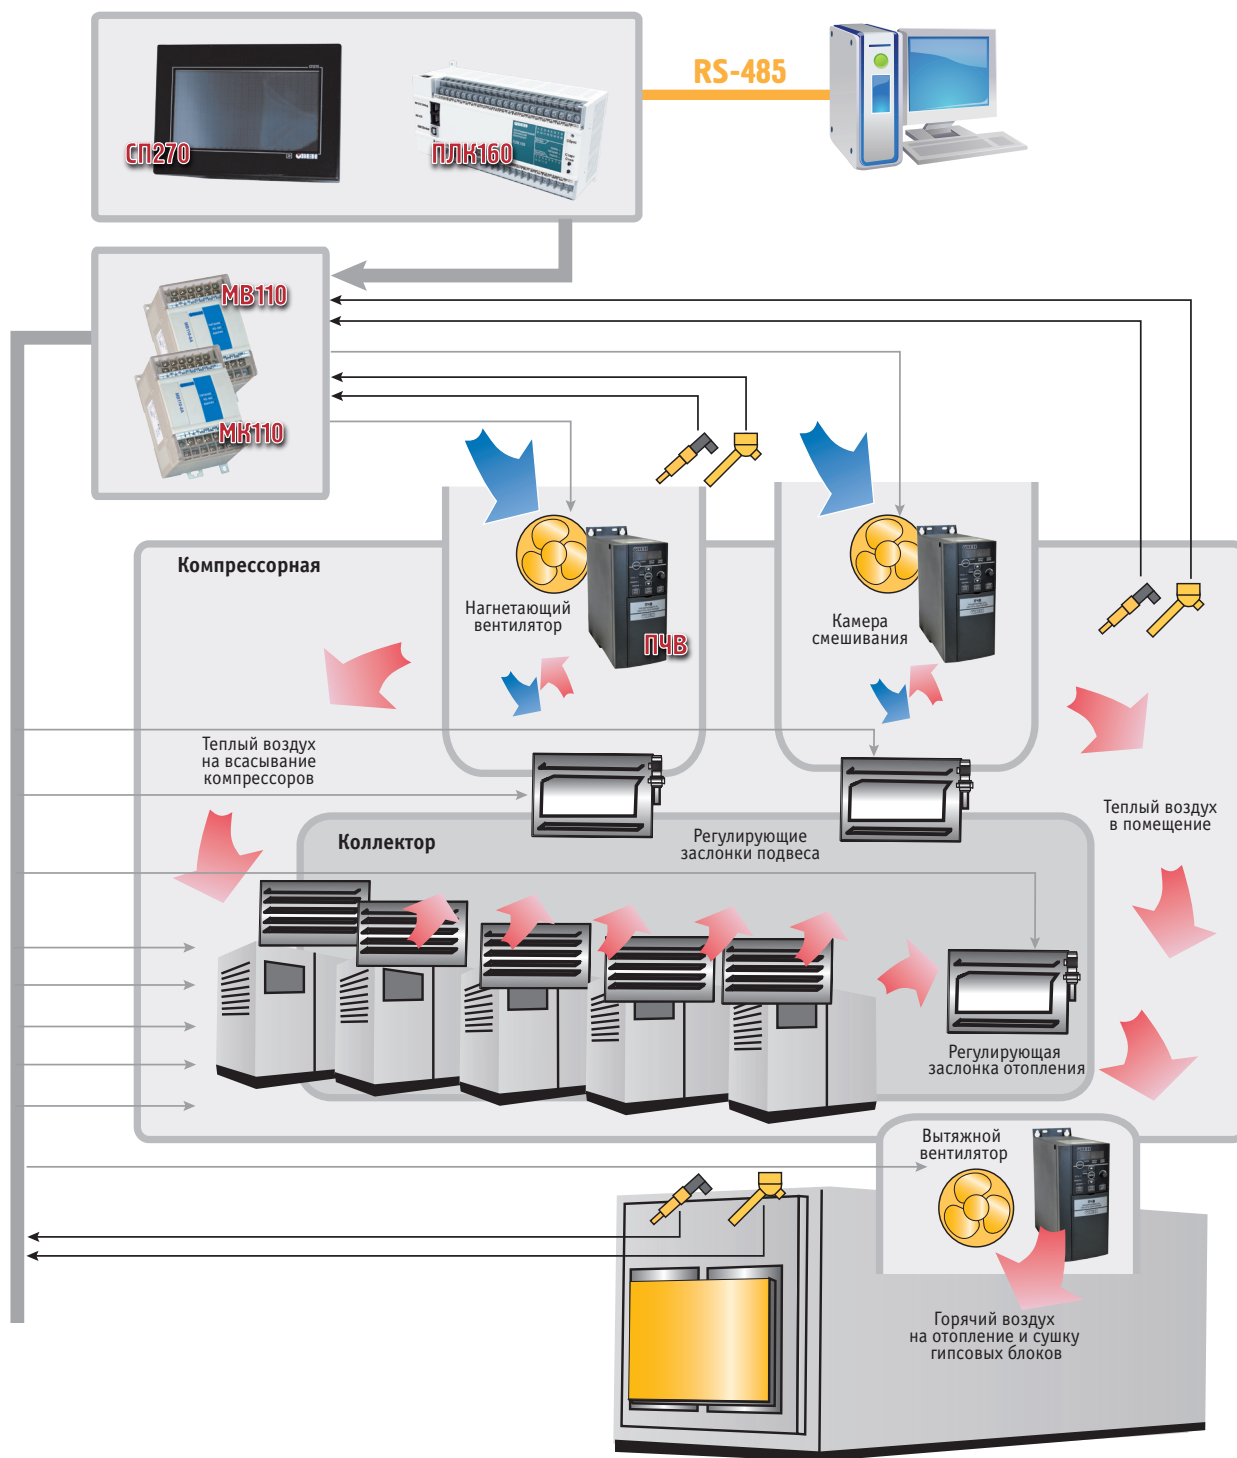 RS-485
СП270
ПЛК160
МВ110
МК110
Компрессорная
Нагнетающий
вентилятор
ПЧВ
Камера
смешивания
Теплый воздух
на всасывание
компрессоров
Теплый воздух
в помещение
Регулирующие
заслонки подвеса
Коллектор
Регулирующая
заслонка отопления
Вытяжной
вентилятор
Горячий воздух
на отопление и сушку
гипсовых блоков